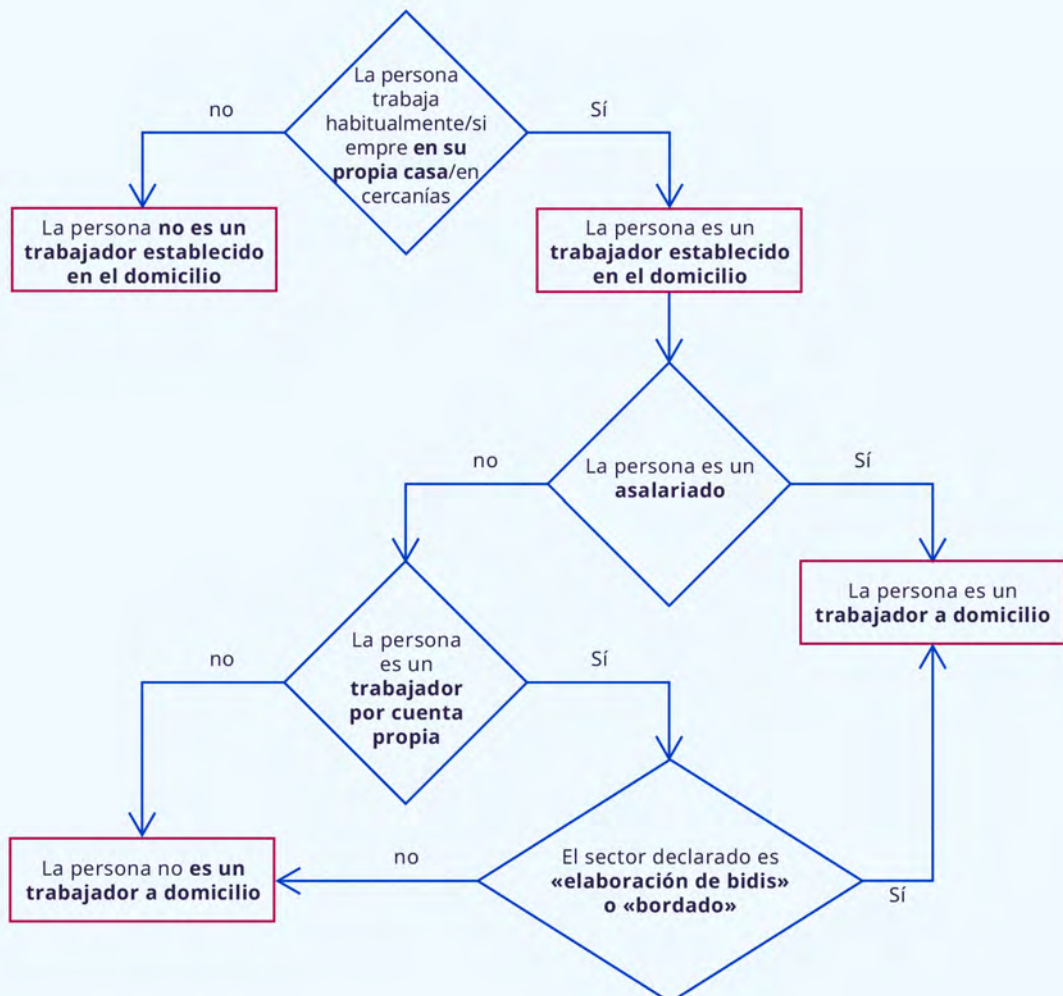 La persona
trabaja
habitualmente/si
empre en su
propia casa/en
cercanías
no
Sí
La persona no es un
trabajador establecido
en el domicilio
La persona es un
trabajador establecido
en el domicilio
La persona es un
asalariado
no
Sí
La persona es un
trabajador a domicilio
La persona
es un
trabajador
por cuenta
propia
no
Sí
La persona no es un
trabajador a domicilio
no
El sector declarado es
«elaboración de bidis»
o «bordado»
Sí